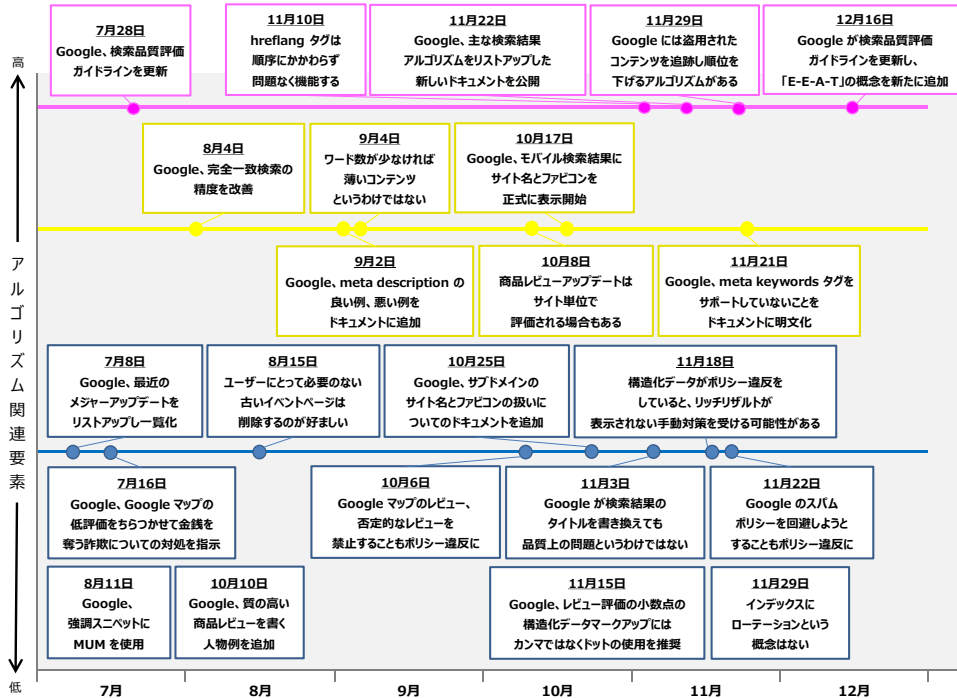 高
アルゴリズム関連要素
低
7月28日
Google、検索品質評価
ガイドラインを更新
11月10日
hreflang タグは
順序にかかわらず
問題なく機能する
11月22日
Google、主な検索結果
アルゴリズムをリストアップした
新しいドキュメントを公開
11月29日
Google には盗用された
コンテンツを追跡し順位を
下げるアルゴリズムがある
12月16日
Google が検索品質評価
ガイドラインを更新し、
「E-E-A-T」の概念を新たに追加
8月4日
Google、完全一致検索の
精度を改善
9月4日
ワード数が少なければ
薄いコンテンツ
というわけではない
10月17日
Google、モバイル検索結果に
サイト名とファビコンを
正式に表示開始
9月2日
Google、meta description の
良い例、悪い例を
ドキュメントに追加
10月8日
商品レビューアップデートは
サイト単位で
評価される場合もある
11月21日
Google、meta keywords タグを
サポートしていないことを
ドキュメントに明文化
7月8日
Google、最近の
メジャーアップデートを
リストアップし一覧化
8月15日
ユーザーにとって必要のない
古いイベントページは
削除するのが好ましい
10月25日
Google、サブドメインの
サイト名とファビコンの扱いに
ついてのドキュメントを追加
11月18日
構造化データがポリシー違反を
していると、リッチリザルトが
表示されない手動対策を受ける可能性がある
7月16日
Google、Google マップの
低評価をちらつかせて金銭を
奪う詐欺についての対処を指示
10月6日
Google マップのレビュー、
否定的なレビューを
禁止することもポリシー違反に
11月3日
Google が検索結果の
タイトルを書き換えても
品質上の問題というわけではない
11月22日
Google のスパム
ポリシーを回避しようと
することもポリシー違反に
8月11日
Google、
強調スニペットに
MUM を使用
10月10日
Google、質の高い
商品レビューを書く
人物例を追加
11月15日
Google、レビュー評価の小数点の
構造化データマークアップには
カンマではなくドットの使用を推奨
11月29日
インデックスに
ローテーションという
概念はない
7月
8月
9月
10月
11月
12月